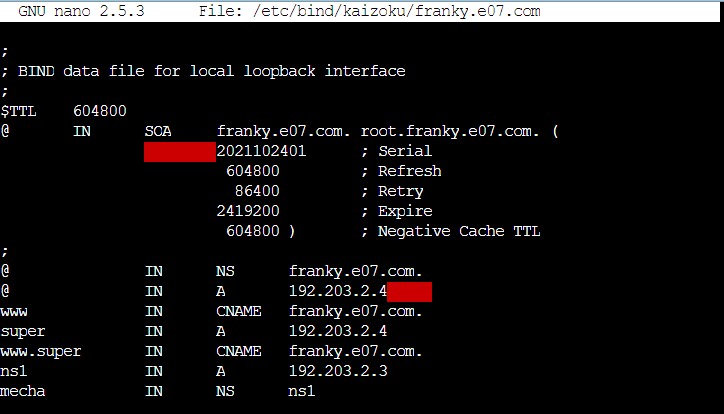 GNU nano 2.5.3 File: /etc/bind/kaizoku/franky.e07.com
;
; BIND data file for local loopback interface
;
$TTL 604800
@ IN SOA franky.e07.com. root.franky.e07.com. (
2021102401 ; Serial
604800 ; Refresh
86400 ; Retry
2419200 ; Expire
604800 ) ; Negative Cache TTL
;
@ IN NS franky.e07.com.
@ IN A 192.203.2.4
www IN CNAME franky.e07.com.
super IN A 192.203.2.4
www.super IN CNAME franky.e07.com.
ns1 IN A 192.203.2.3
mecha IN NS ns1